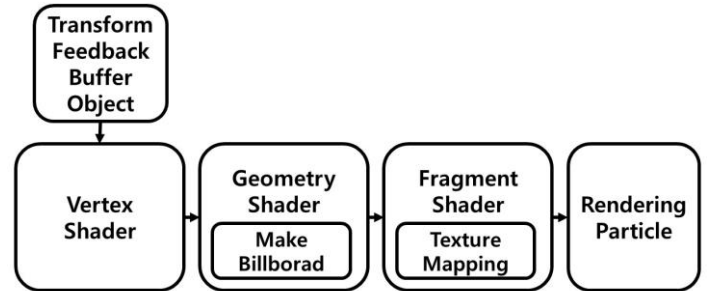 Transform
Feedback
Buffer
Object
Vertex
Shader
Geometry
Shader
Make
Billborad
Fragment
Shader
Texture
Mapping
Rendering
Particle